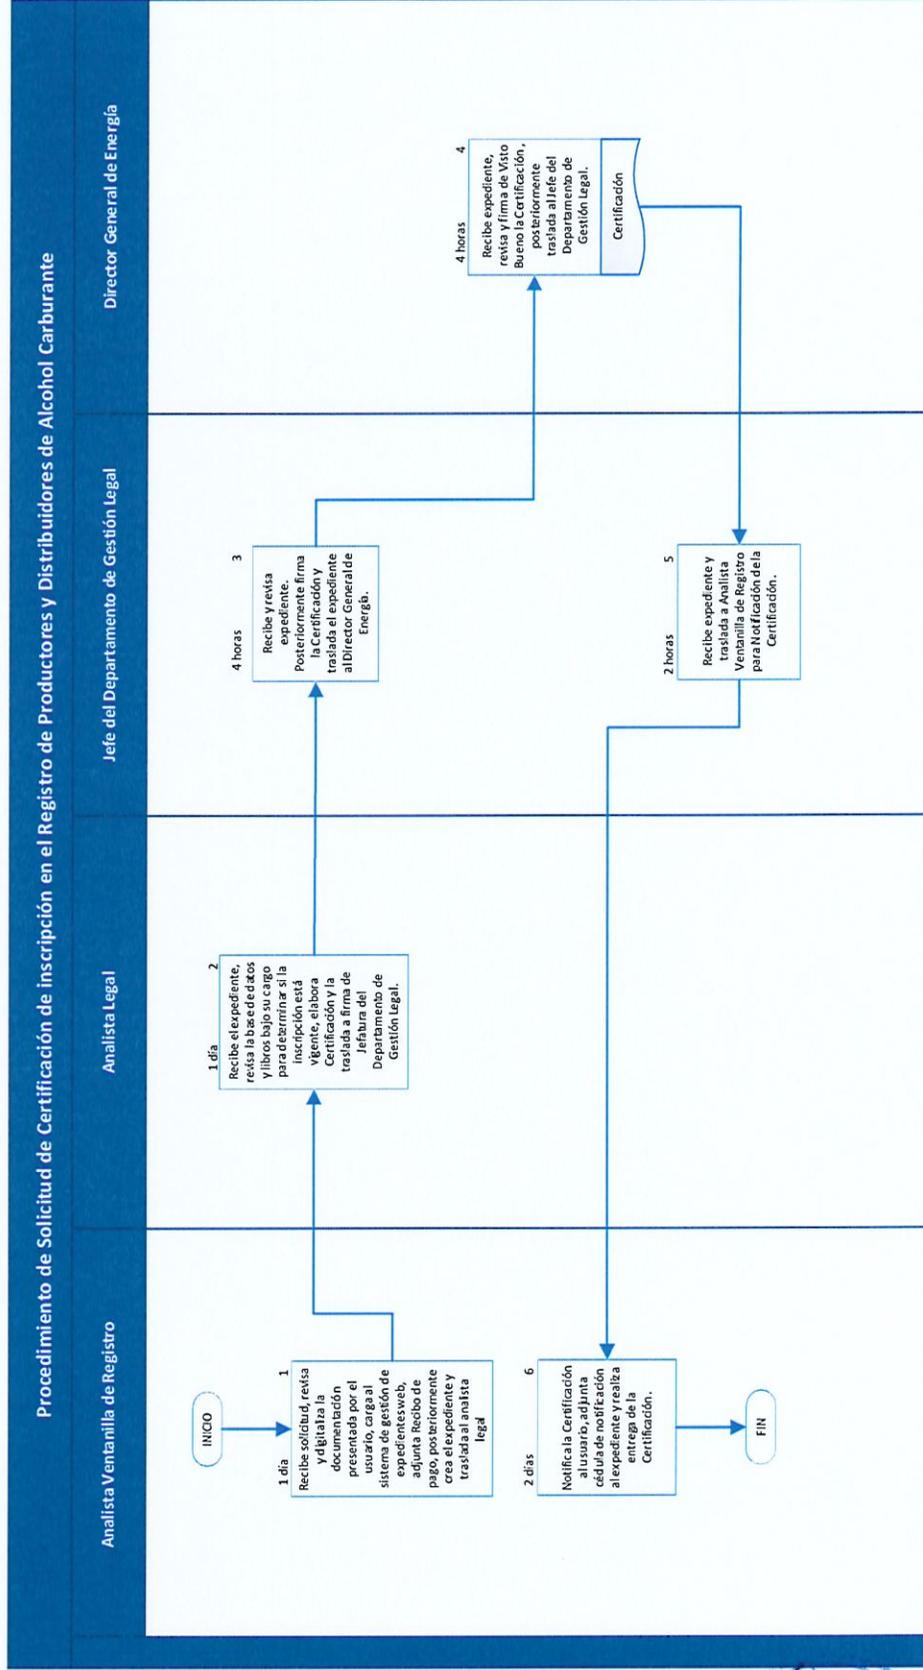 Procedimiento de Solicitud de Certificación de inscripción en el Registro de Productores y Distribuidores de Alcohol Carburante
Analista Ventanilla de Registro
Analista Legal
Jefe del Departamento de Gestión Legal
Director General de Energía
INICIO
1 día
1
Recibe solicitud, revisa
y digitaliza la
documentación
presentada por el
usuario, carga al
sistema de gestión de
expedientes web,
adjunta Recibo de
pago, posteriormente
crea el expediente y
traslada al analista
legal
1 día
2
Recibe el expediente,
revisa la base de datos
y libros bajo su cargo
para determinar si la
inscripción está
vigente, elabora
Certificación y la
traslada a firma de
Jefatura del
Departamento de
Gestión Legal.
4 horas
3
Recibe y revisa
expediente.
Posteriormente firma
la Certificación y
traslada el expediente
al Director General de
Energía.
4 horas
4
Recibe expediente,
revisa y firma de Visto
Bueno la Certificación,
posteriormente
traslada al Jefe del
Departamento de
Gestión Legal.
Certificación
2 horas
5
Recibe expediente y
traslada a Analista
Ventanilla de Registro
para Notificación de la
Certificación.
2 días
6
Notifica la Certificación
al usuario, adjunta
cédula de notificación
al expediente y realiza
entrega de la
Certificación.
FIN